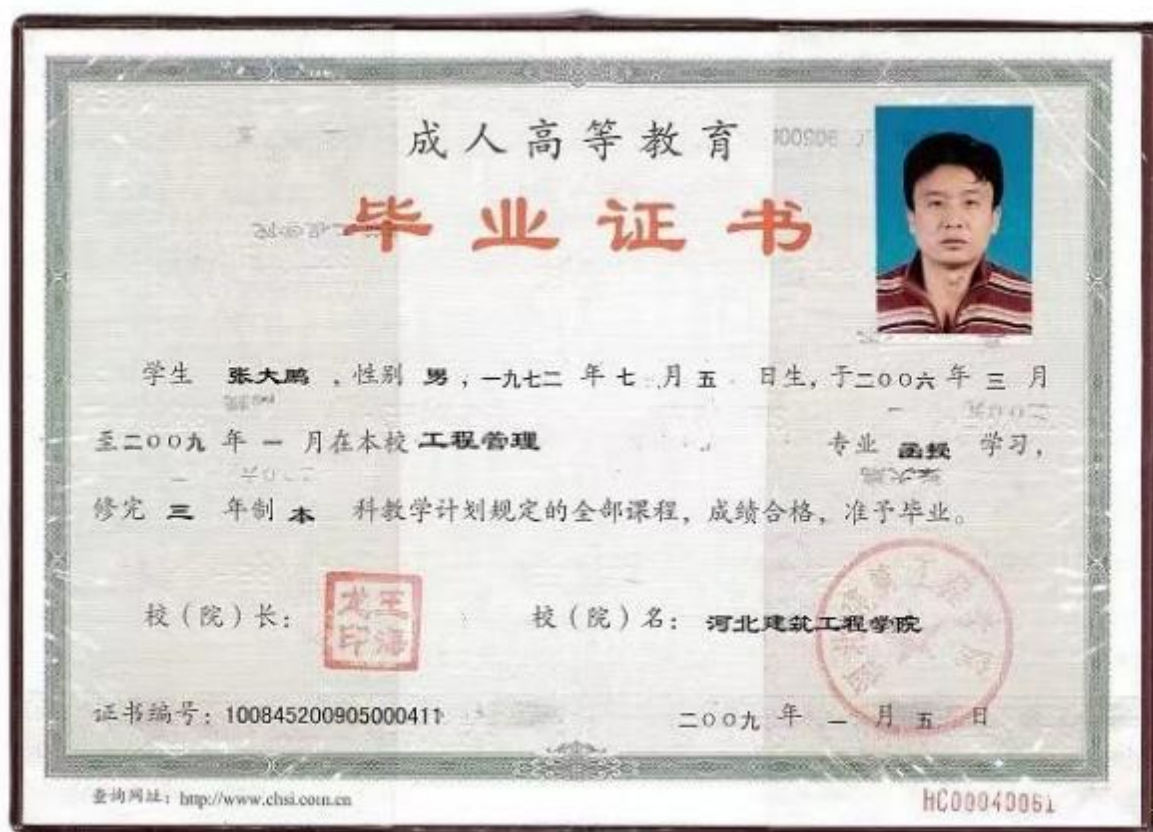 成人高等教育
毕业证书
学生 张大鹏 ，性别 男，一九七二 年 七 月 五 日生，于二〇〇六 年 三 月
至二〇〇九 年 一 月在本校 工程管理 专业 函授 学习，
修完 三 年制 本 科教学计划规定的全部课程，成绩合格，准予毕业。
校（院）长： 王海龙印 校（院）名：河北建筑工程学院
证书编号：100845200905000411 二〇〇九 年 一 月 五 日
查询网址：http://www.chsi.com.cn HC00040061